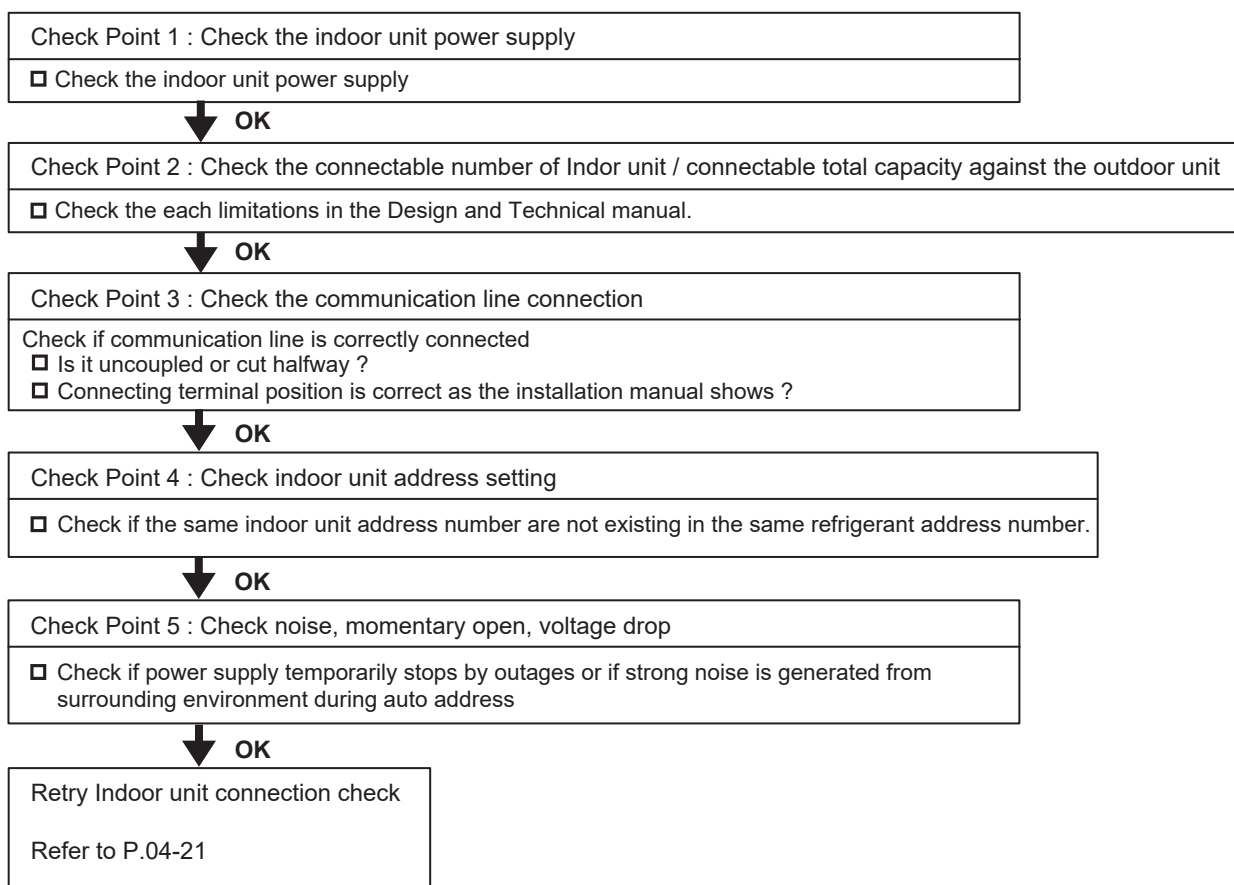 Check Point 1 : Check the indoor unit power supply
Check the indoor unit power supply
OK
Check Point 2 : Check the connectable number of Indor unit / connectable total capacity against the outdoor unit
Check the each limitations in the Design and Technical manual.
OK
Check Point 3 : Check the communication line connection
Check if communication line is correctly connected
Is it uncoupled or cut halfway ?
Connecting terminal position is correct as the installation manual shows ?
OK
Check Point 4 : Check indoor unit address setting
Check if the same indoor unit address number are not existing in the same refrigerant address number.
OK
Check Point 5 : Check noise, momentary open, voltage drop
Check if power supply temporarily stops by outages or if strong noise is generated from
surrounding environment during auto address
OK
Retry Indoor unit connection check
Refer to P.04-21